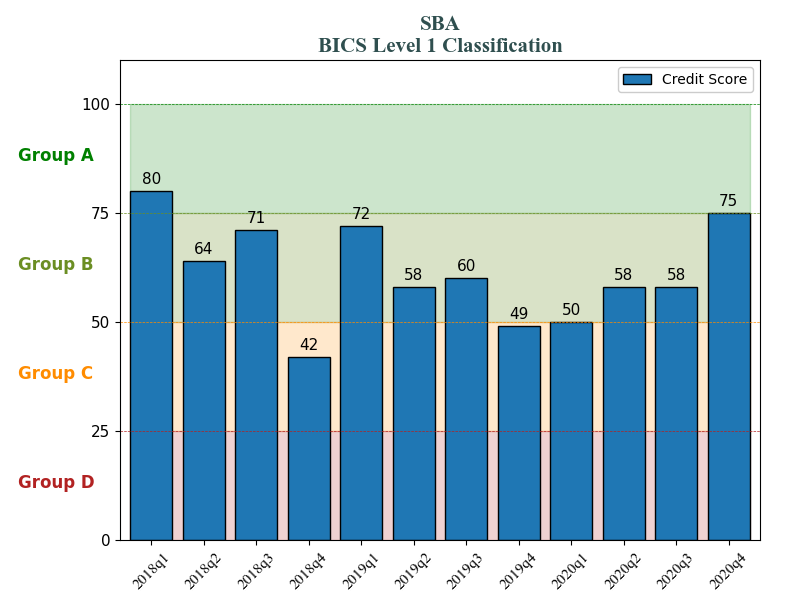 SBA
BICS Level 1 Classification
Credit Score
100
Group A
80
75
75
72
71
64
Group B
60
58
58
58
50
50
49
42
Group C
25
Group D
0
2018q1 2018q2 2018q3 2018q4 2019q1 2019q2 2019q3 2019q4 2020q1 2020q2 2020q3 2020q4